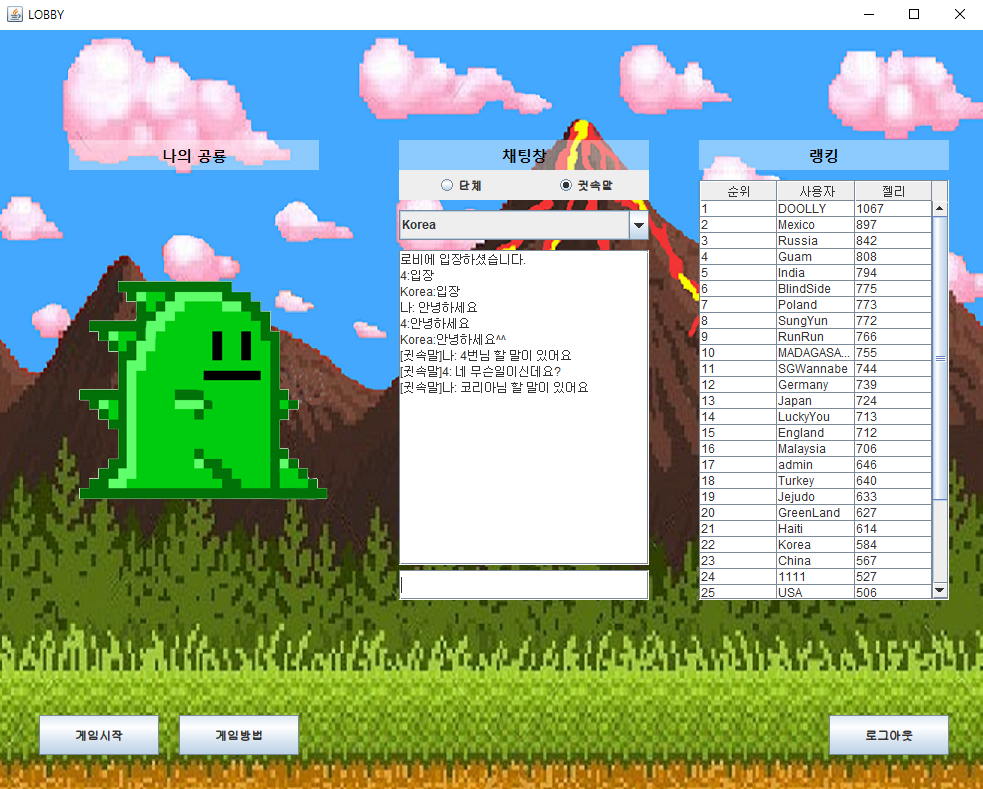 LOBBY
나의 공룡
채팅창
랭킹
단체 귓속말
Korea
로비에 입장하셨습니다.
4:입장
Korea:입장
나: 안녕하세요
4:안녕하세요
Korea:안녕하세요^^
[귓속말]나: 4번님 할 말이 있어요
[귓속말]4: 네 무슨일이신데요?
[귓속말]나: 코리아님 할 말이 있어요
순위 사용자 젤리
1 DOOLLY 1067
2 Mexico 897
3 Russia 842
4 Guam 808
5 India 794
6 BlindSide 775
7 Poland 773
8 SungYun 772
9 RunRun 766
10 MADAGASA... 755
11 SGWannabe 744
12 Germany 739
13 Japan 724
14 LuckyYou 713
15 England 712
16 Malaysia 706
17 admin 646
18 Turkey 640
19 Jejudo 633
20 GreenLand 627
21 Haiti 614
22 Korea 584
23 China 567
24 1111 527
25 USA 506
게임시작
게임방법
로그아웃